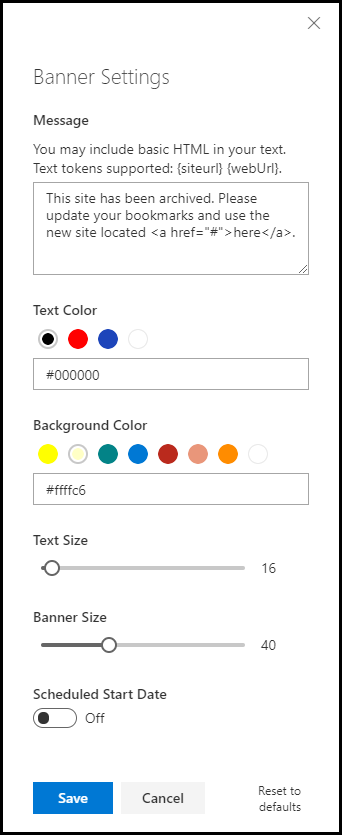 Banner Settings
Message
You may include basic HTML in your text.
Text tokens supported: {siteurl} {webUrl}.
This site has been archived. Please
update your bookmarks and use the
new site located <a href="#">here</a>.
Text Color
#000000
Background Color
#ffffc6
Text Size
16
Banner Size
40
Scheduled Start Date
Off
Save
Cancel
Reset to
defaults